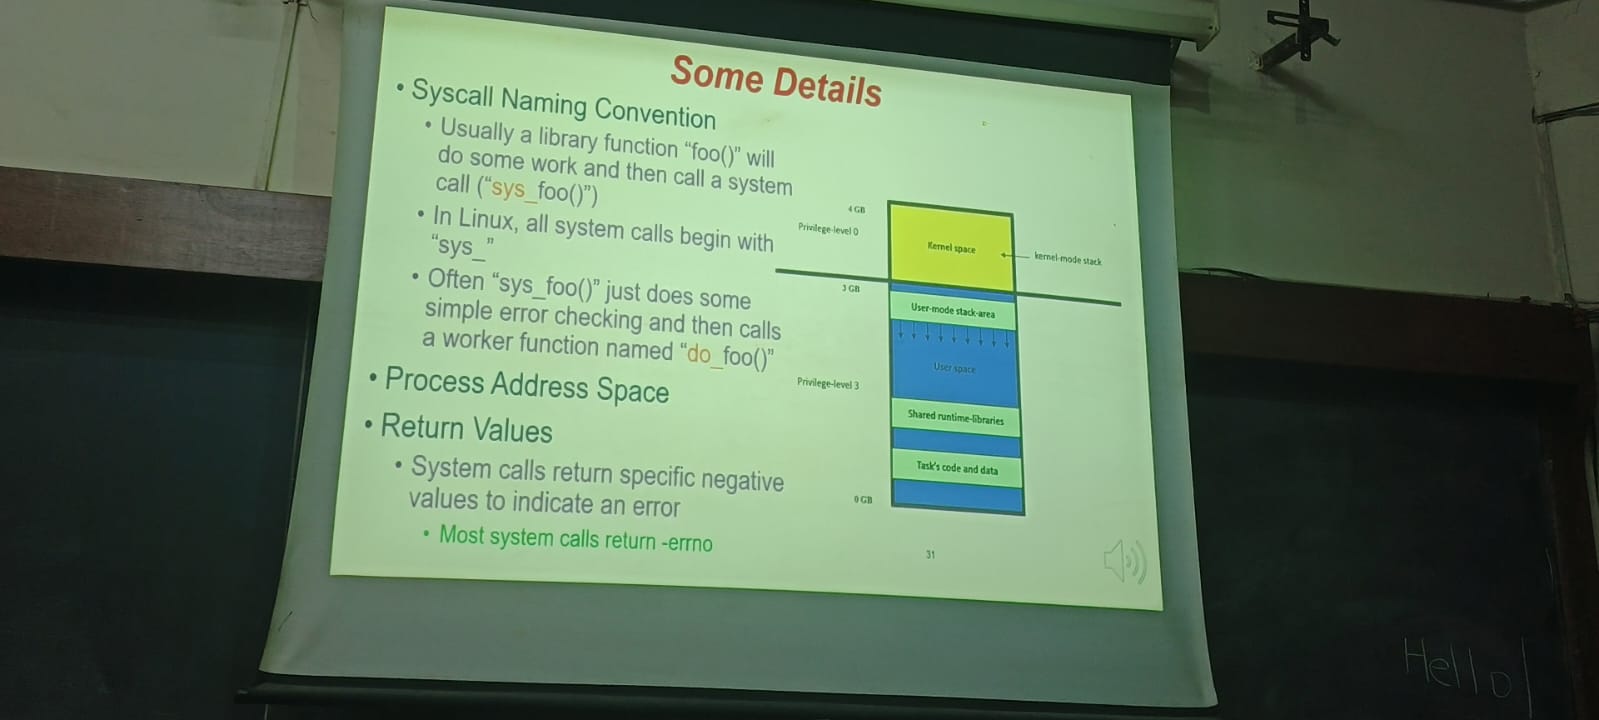 Some Details
• Syscall Naming Convention
• Usually a library function “foo()” will
do some work and then call a system
call (“sys_foo()”)
• In Linux, all system calls begin with
“sys_”
• Often “sys_foo()” just does some
simple error checking and then calls
a worker function named “do_foo()”
• Process Address Space
• Return Values
• System calls return specific negative
values to indicate an error
• Most system calls return -errno
4 GB
Privilege-level 0
Kernel space
kernel-mode stack
3 GB
User-mode stack-area
User space
Privilege-level 3
Shared runtime-libraries
Task's code and data
0 GB
31
Hello